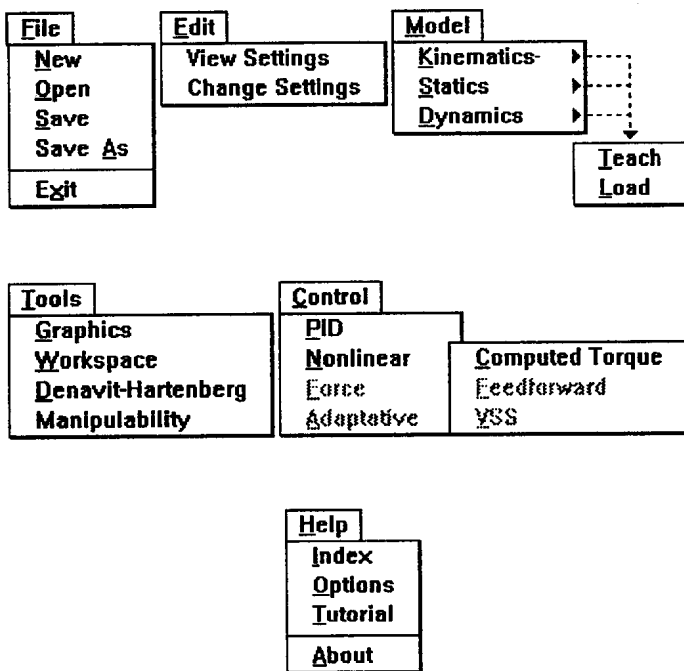 File
New
Open
Save
Save As
Exit
Edit
View Settings
Change Settings
Model
Kinematics-
Statics
Dynamics
Teach
Load
Tools
Graphics
Workspace
Denavit-Hartenberg
Manipulability
Control
PID
Nonlinear
Force
Adaptative
Computed Torque
Feedforward
VSS
Help
Index
Options
Tutorial
About